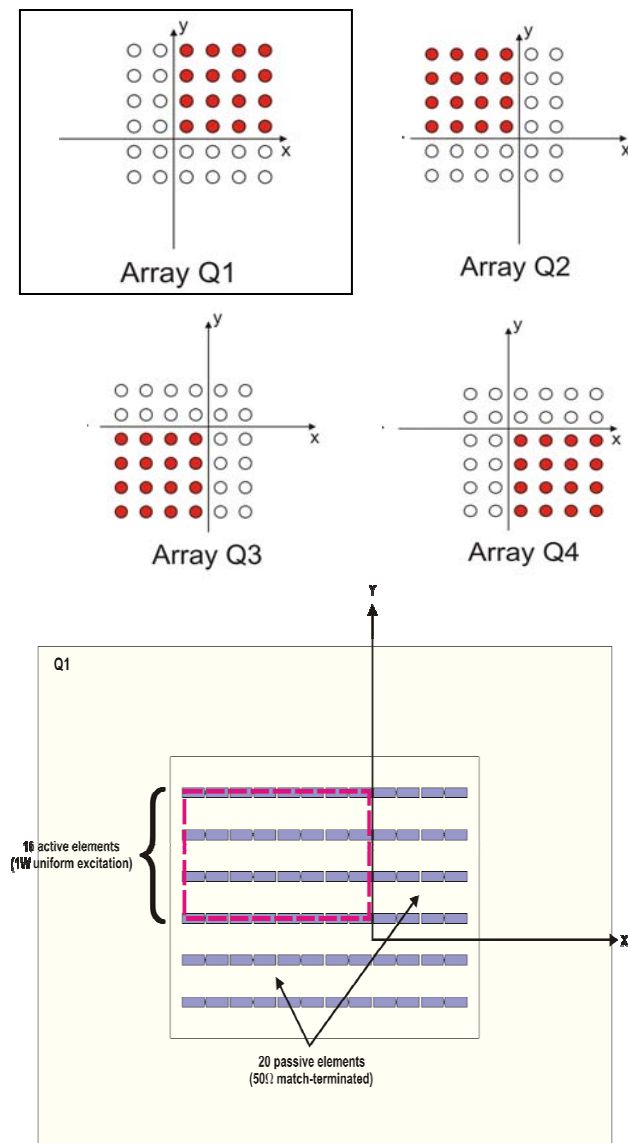 y
x
Array Q1
y
x
Array Q2
y
x
Array Q3
y
x
Array Q4
Y
Q1
16 active elements
(1W uniform excitation)
X
20 passive elements
(50Ω match-terminated)